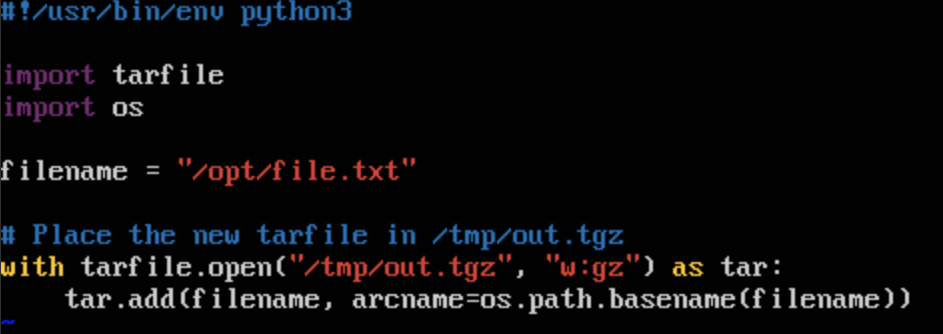 #!/usr/bin/env python3
import tarfile
import os
filename = "/opt/file.txt"
# Place the new tarfile in /tmp/out.tgz
with tarfile.open("/tmp/out.tgz", "w:gz") as tar:
    tar.add(filename, arcname=os.path.basename(filename))
~